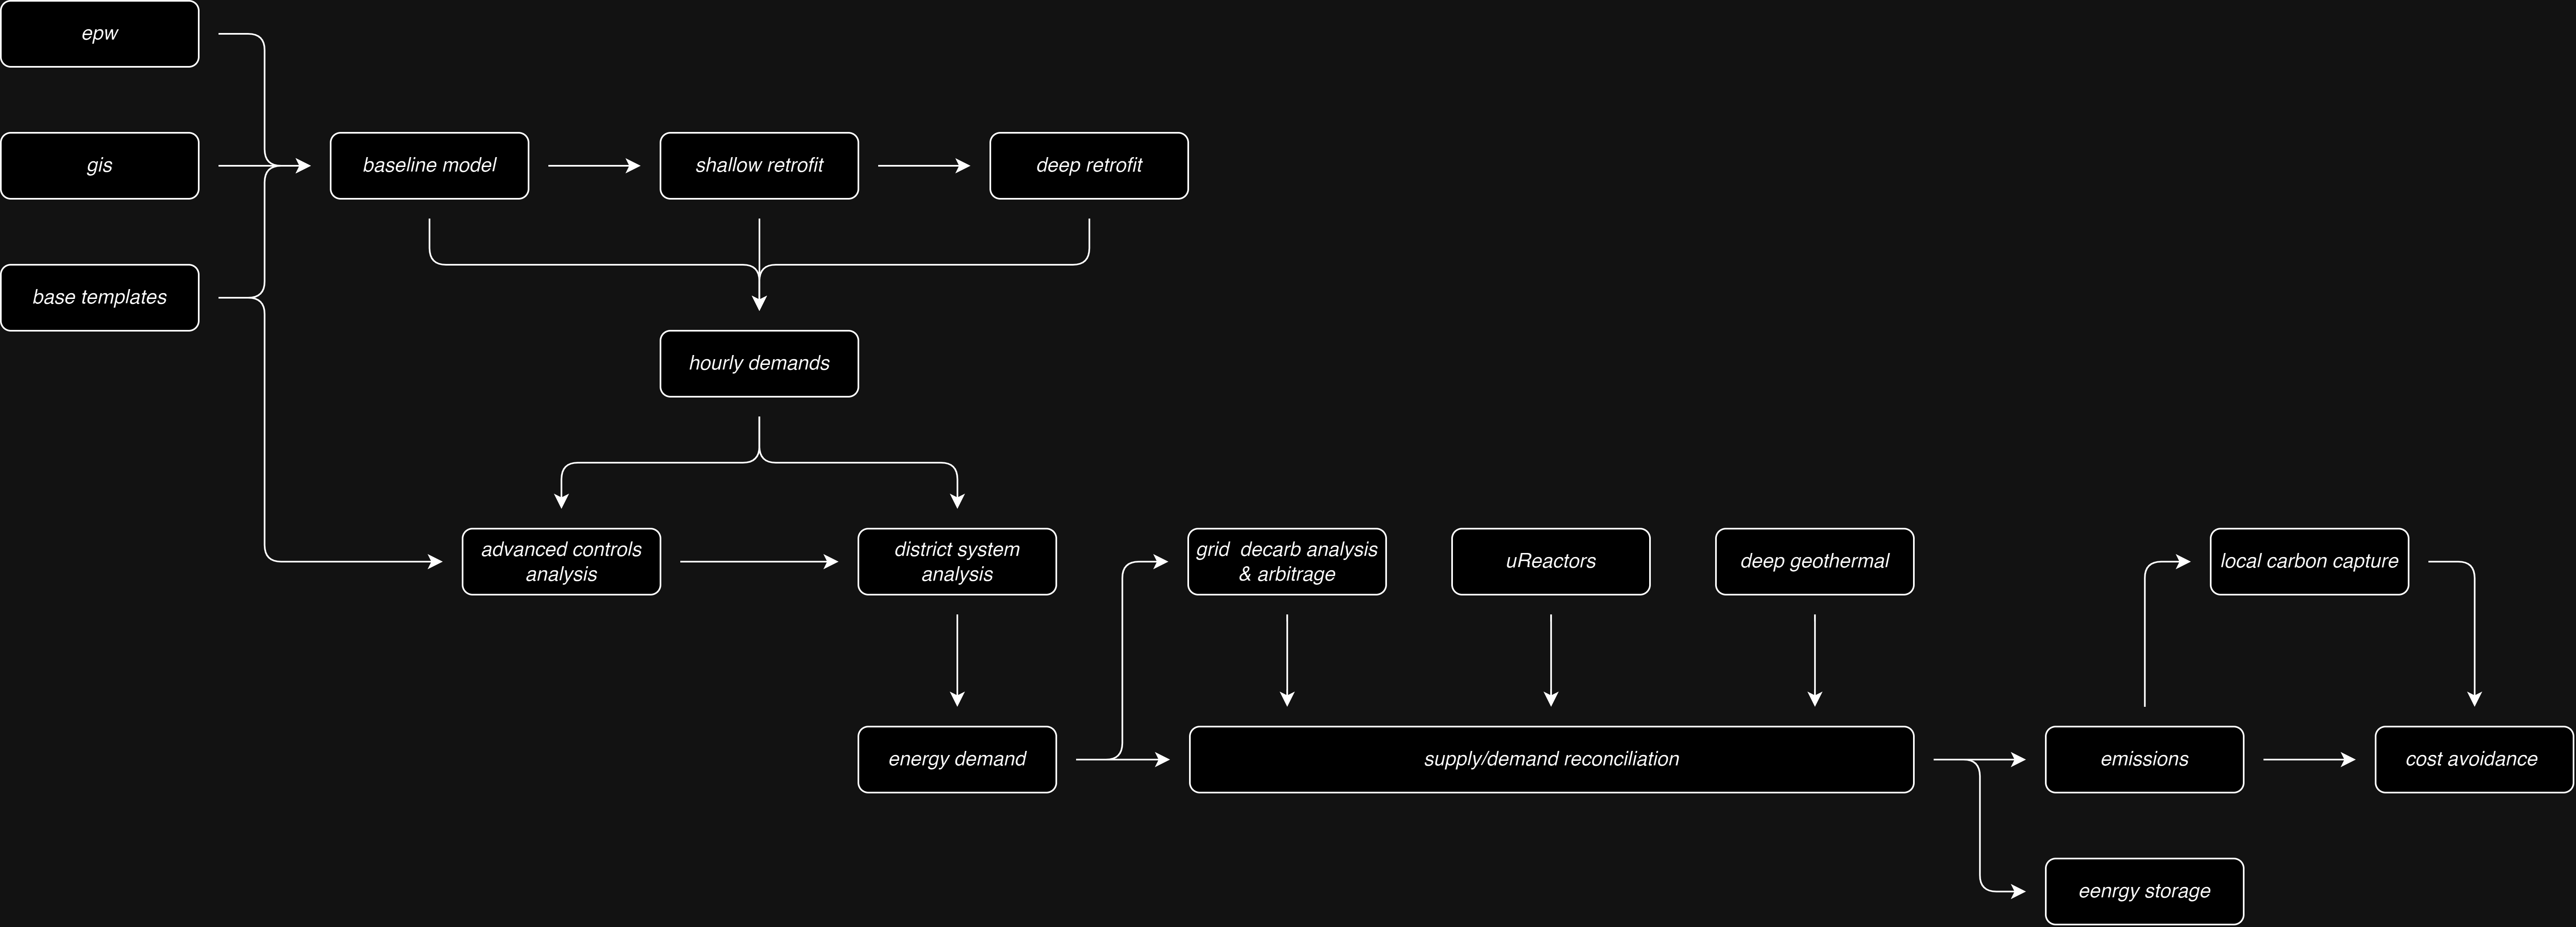 epw
gis
baseline model
shallow retrofit
deep retrofit
base templates
hourly demands
advanced controls
analysis
district system
analysis
grid  decarb analysis
& arbitrage
uReactors
deep geothermal
local carbon capture
energy demand
supply/demand reconciliation
emissions
cost avoidance
eenrgy storage